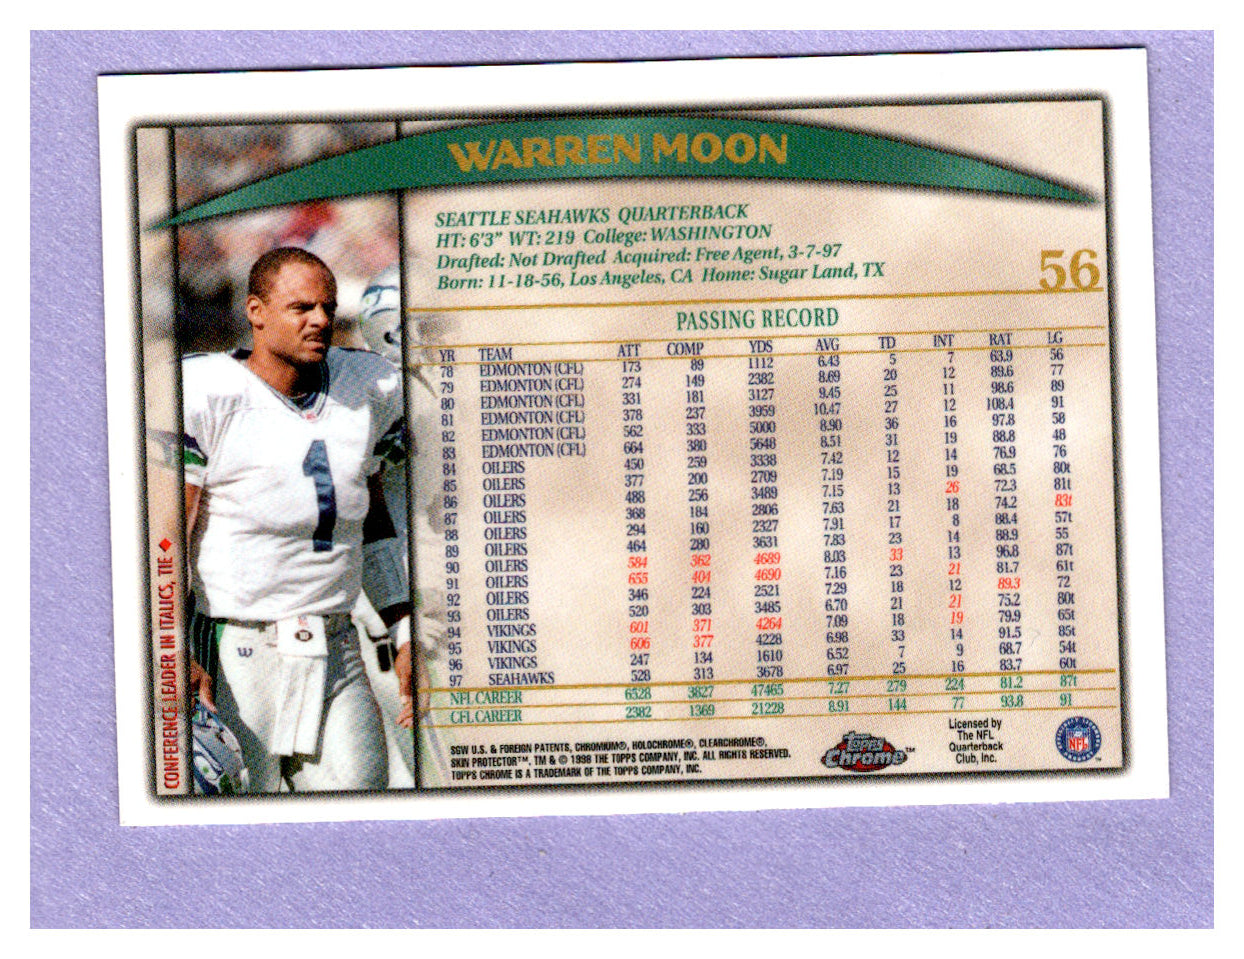 WARREN MOON
SEATTLE SEAHAWKS QUARTERBACK
HT: 6'3" WT: 219 College: WASHINGTON
Drafted: Not Drafted Acquired: Free Agent, 3-7-97
Born: 11-18-56, Los Angeles, CA Home: Sugar Land, TX
56
PASSING RECORD
YR TEAM ATT COMP YDS AVG TD INT RAT LG
78 EDMONTON (CFL) 173 89 1112 6.43 5 7 63.9 56
79 EDMONTON (CFL) 274 149 2382 8.69 20 12 89.6 77
80 EDMONTON (CFL) 331 181 3127 9.45 25 11 98.6 89
81 EDMONTON (CFL) 378 237 3959 10.47 27 12 108.4 91
82 EDMONTON (CFL) 562 333 5000 8.90 36 16 97.8 58
83 EDMONTON (CFL) 664 380 5648 8.51 31 19 88.8 48
84 OILERS 450 259 3338 7.42 12 14 76.9 76
85 OILERS 377 200 2709 7.19 15 19 68.5 80t
86 OILERS 488 256 3489 7.15 13 26 72.3 81t
87 OILERS 368 184 2806 7.63 21 18 74.2 83t
88 OILERS 294 160 2327 7.91 17 8 88.4 57t
89 OILERS 464 280 3631 7.83 23 14 88.9 55
90 OILERS 584 362 4689 8.03 33 13 96.8 87t
91 OILERS 655 404 4690 7.16 23 21 81.7 61t
92 OILERS 346 224 2521 7.29 18 12 89.3 72
93 OILERS 520 303 3485 6.70 21 21 75.2 80t
94 VIKINGS 601 371 4264 7.09 18 19 79.9 65t
95 VIKINGS 606 377 4228 6.98 33 14 91.5 85t
96 VIKINGS 247 134 1610 6.52 7 9 68.7 54t
97 SEAHAWKS 528 313 3678 6.97 25 16 83.7 60t
NFL CAREER 6528 3827 47465 7.27 279 224 81.2 87t
CFL CAREER 2382 1369 21228 8.91 144 77 93.8 91
CONFERENCE LEADER IN ITALICS, TIE ♦
1
SGW U.S. & FOREIGN PATENTS, CHROMIUM®, HOLOCHROME®, CLEARCHROME®,
SKIN PROTECTOR™, TM & © 1998 THE TOPPS COMPANY, INC. ALL RIGHTS RESERVED.
TOPPS CHROME IS A TRADEMARK OF THE TOPPS COMPANY, INC.
Topps
Chrome™
Licensed by
The NFL
Quarterback
Club, Inc.
NFL